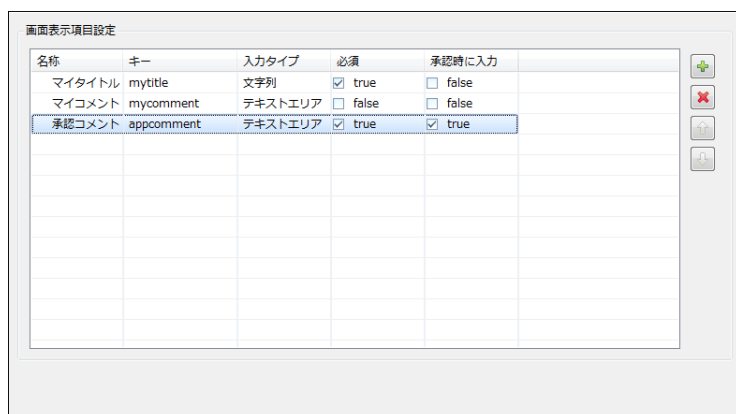 画面表示項目設定
名称 キー 入力タイプ 必須 承認時に入力
マイタイトル mytitle 文字列 true false
マイコメント mycomment テキストエリア false false
承認コメント appcomment テキストエリア true true